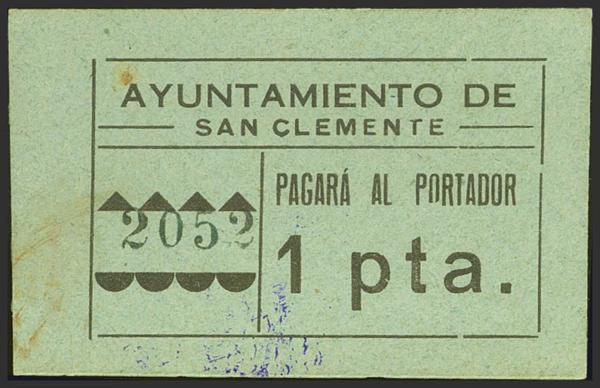 AYUNTAMIENTO DE
SAN CLEMENTE
2052
PAGARÁ AL PORTADOR
1 pta.